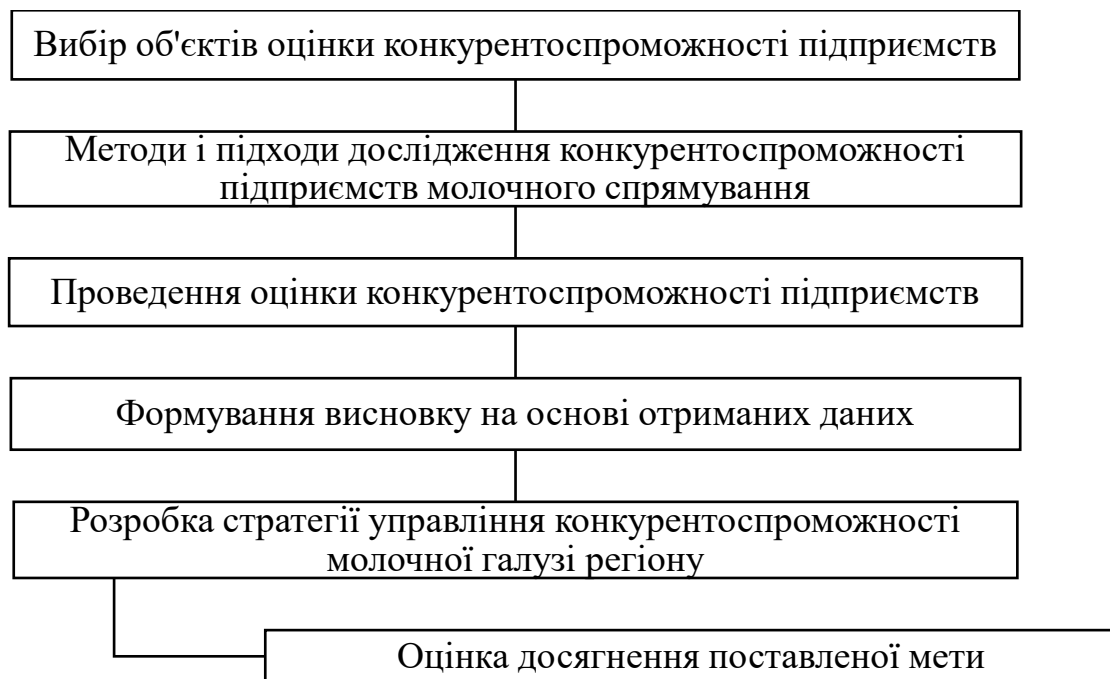 Вибір об'єктів оцінки конкурентоспроможності підприємств
Методи і підходи дослідження конкурентоспроможності
підприємств молочного спрямування
Проведення оцінки конкурентоспроможності підприємств
Формування висновку на основі отриманих даних
Розробка стратегії управління конкурентоспроможності
молочної галузі регіону
Оцінка досягнення поставленої мети